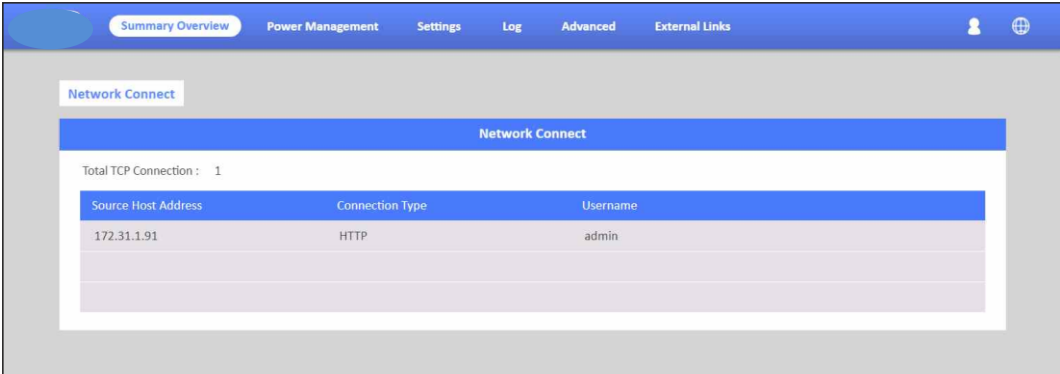 Summary Overview Power Management Settings Log Advanced External Links
Network Connect
Network Connect
Total TCP Connection : 1
Source Host Address Connection Type Username
172.31.1.91 HTTP admin